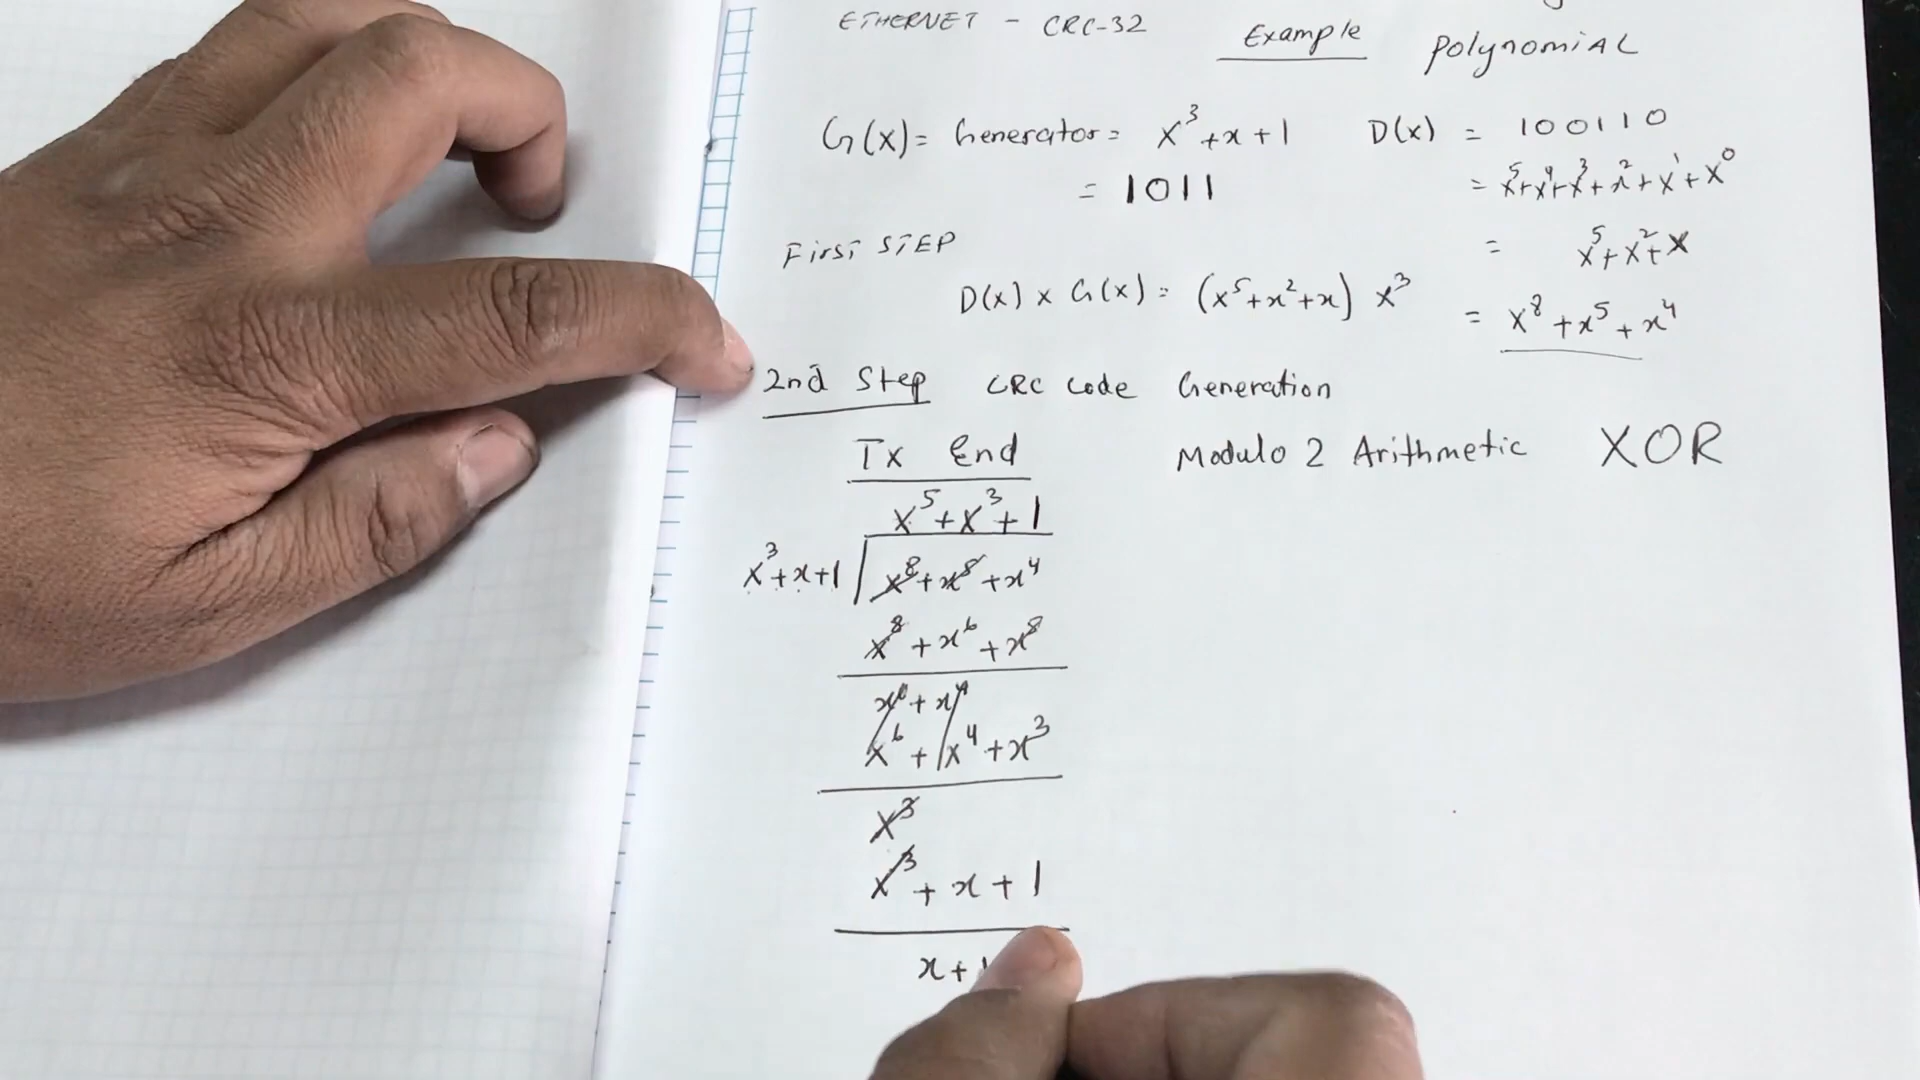 ETHERNET - CRC-32 Example Polynomial
G(x) = Generator = x³ + x + 1 D(x) = 100110
= 1011 = x⁵+x⁴+x³+x²+x¹+x⁰
= x⁵+x²+x
First STEP
D(x) x G(x) = (x⁵+x²+x) x³ = x⁸+x⁵+x⁴
2nd Step CRC Code Generation
Tx End Modulo 2 Arithmetic XOR
x⁵+x³+1
x³+x+1 x⁸+x⁵+x⁴
x⁸+x⁶+x⁵
x⁶+x⁴
x⁶+x⁴+x³
x³
x³+x+1
x+1